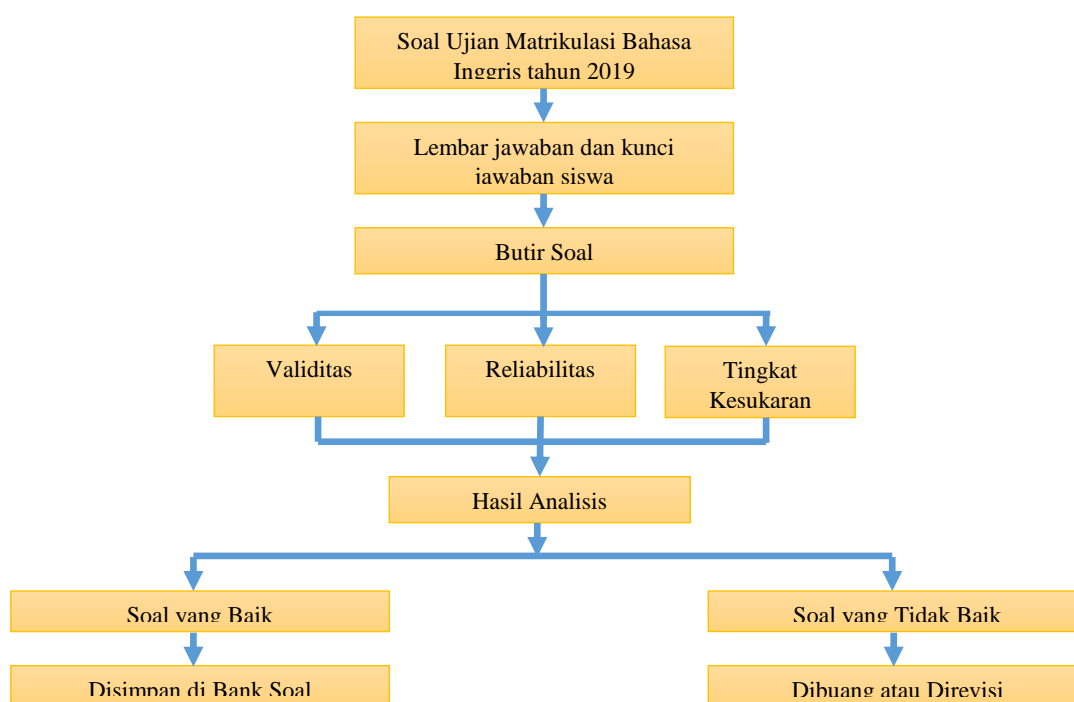 Soal Ujian Matrikulasi Bahasa
Inggris tahun 2019
Lembar jawaban dan kunci
jawaban siswa
Butir Soal
Validitas
Reliabilitas
Tingkat
Kesukaran
Hasil Analisis
Soal yang Baik
Soal yang Tidak Baik
Disimpan di Bank Soal
Dibuang atau Direvisi